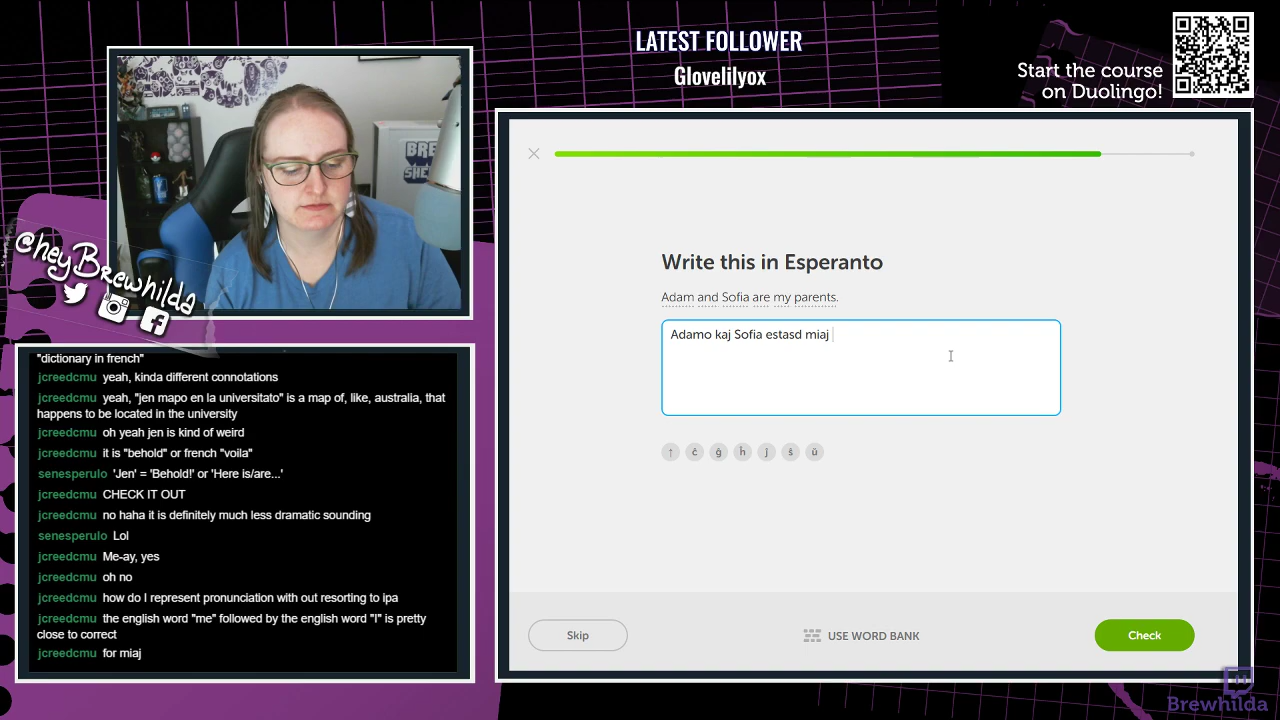 LATEST FOLLOWER
Glovelilyox
Start the course
on Duolingo!
BRE
SHE
@heyBrewhilda
Write this in Esperanto
Adam and Sofia are my parents.
Adamo kaj Sofia estasd miaj
↑ ĉ ĝ ĥ ĵ ŝ ŭ
Skip
USE WORD BANK
Check
"dictionary in french"
jcreedcmu yeah, kinda different connotations
jcreedcmu yeah, "jen mapo en la universitato" is a map of, like, australia, that
happens to be located in the university
jcreedcmu oh yeah jen is kind of weird
jcreedcmu it is "behold" or french "voila"
senesperulo 'Jen' = 'Behold!' or 'Here is/are...'
jcreedcmu CHECK IT OUT
jcreedcmu no haha it is definitely much less dramatic sounding
senesperulo Lol
jcreedcmu Me-ay, yes
jcreedcmu oh no
jcreedcmu how do I represent pronunciation with out resorting to ipa
jcreedcmu the english word "me" followed by the english word "I" is pretty
close to correct
jcreedcmu for miaj
Brewhilda